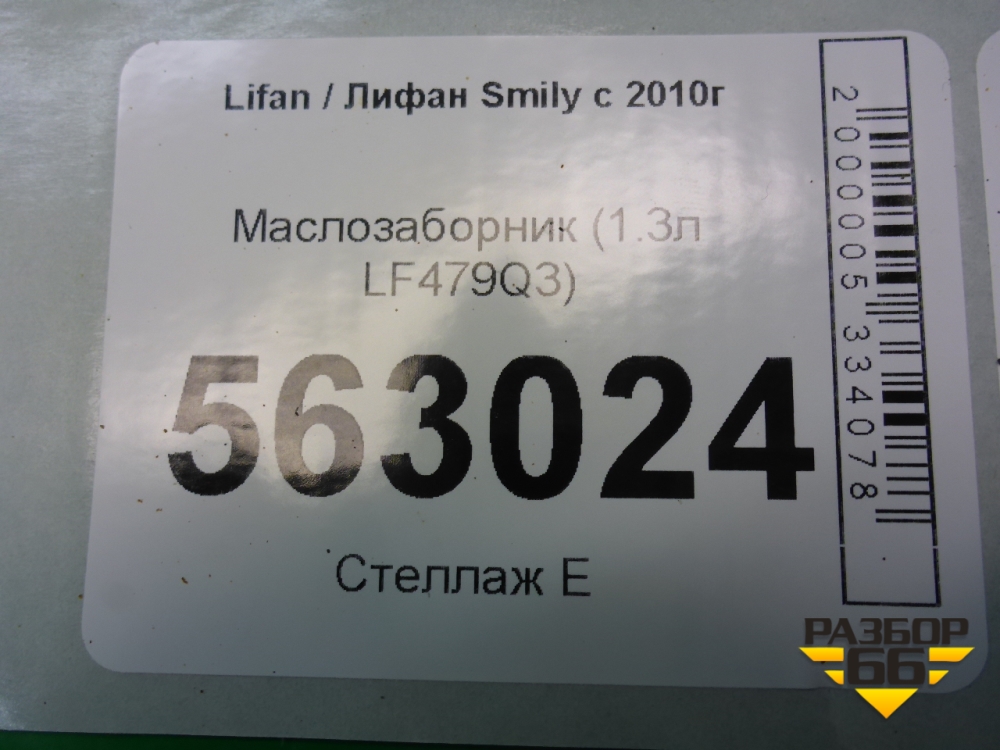 Lifan / Лифан Smily с 2010г
Маслозаборник (1.3л
LF479Q3)
563024
Стеллаж Е
2000005334078
РАЗБОР
66